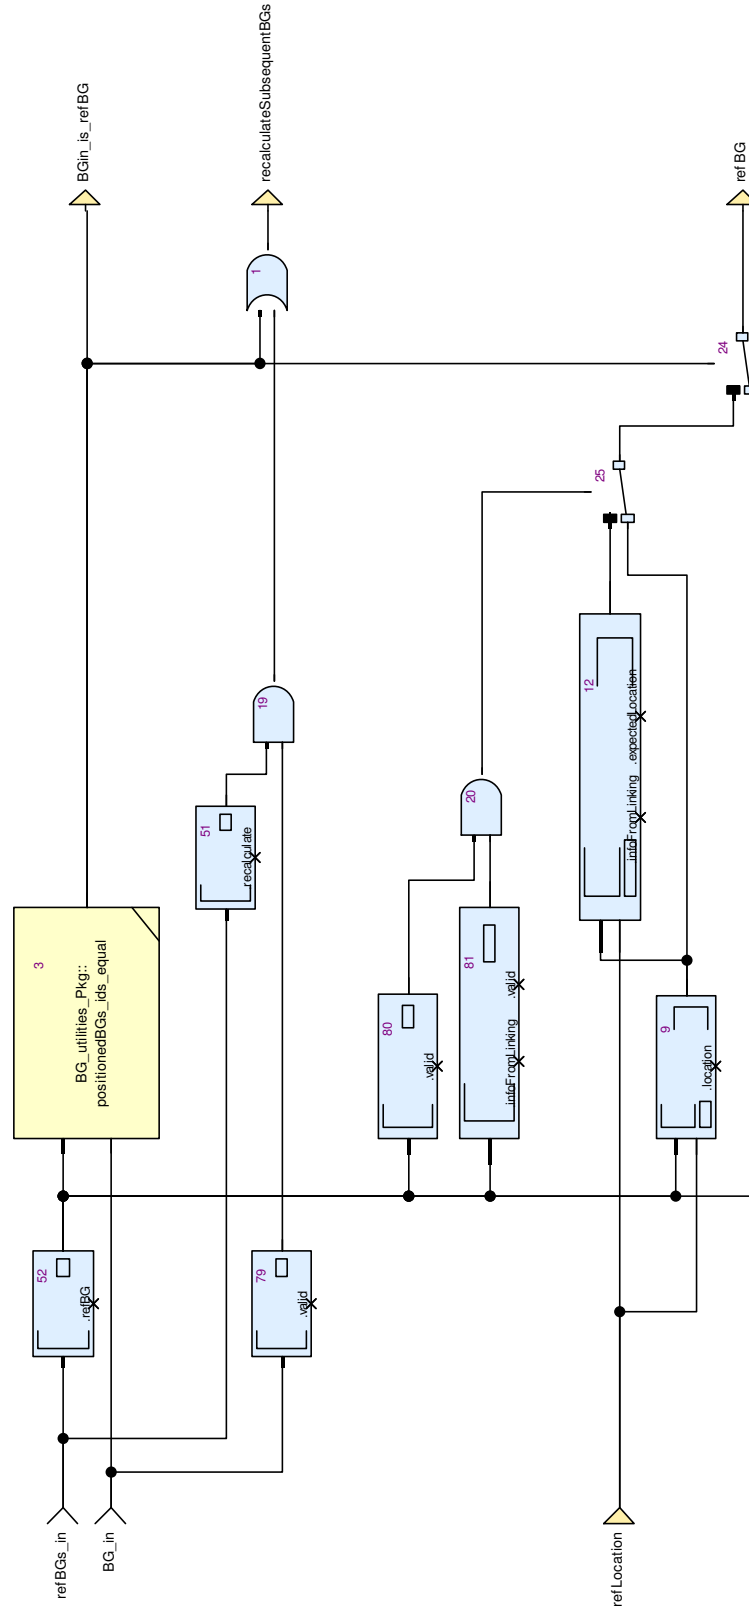 BGin_is_refBG
recalculateSubsequentBGs
refBG
1
24
25
19
12
infoFromLinking
.expectedLocation
20
51
recalculate
3
BG_utilities_Pkg::
positionedBGs_ids_equal
80
.valid
81
.infoFromLinking
.valid
9
.location
52
.refBG
79
.valid
refBGs_in
BG_in
refLocation